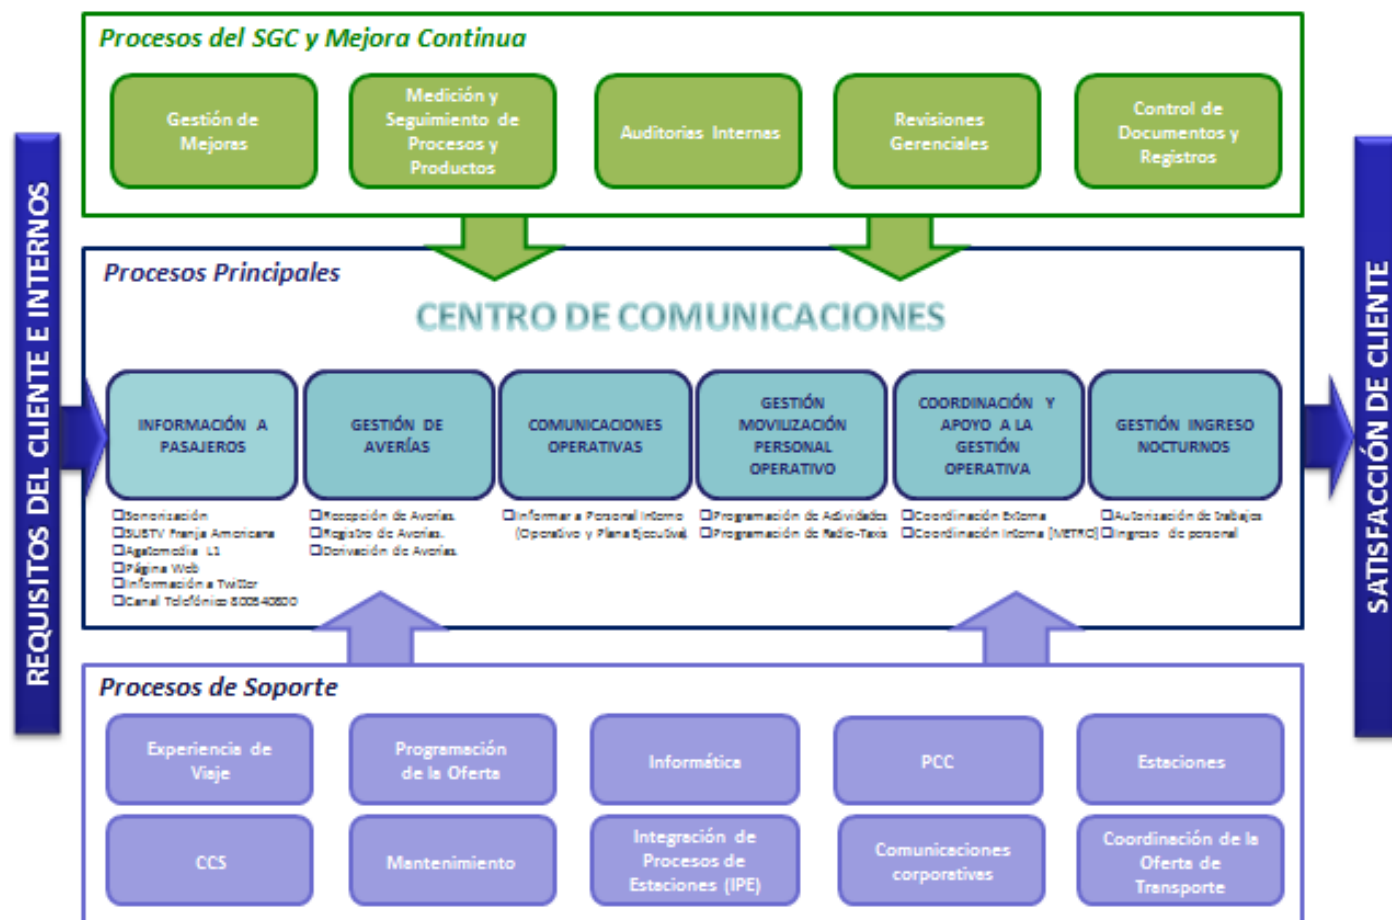 Procesos del SGC y Mejora Continua
Gestión de
Mejoras
Medición y
Seguimiento de
Procesos y
Productos
Auditorias Internas
Revisiones
Gerenciales
Control de
Documentos y
Registros
REQUISITOS DEL CLIENTE E INTERNOS
Procesos Principales
CENTRO DE COMUNICACIONES
INFORMACIÓN A
PASAJEROS
GESTIÓN DE
AVERÍAS
COMUNICACIONES
OPERATIVAS
GESTIÓN
MOVILIZACIÓN
PERSONAL
OPERATIVO
COORDINACIÓN Y
APOYO A LA
GESTIÓN
OPERATIVA
GESTIÓN INGRESO
NOCTURNOS
Sonorización
SUBTV Franja Americana
Agatemedia L1
Página Web
Información a Twitter
Canal Telefónico 800540800
Recepción de Averías.
Registro de Averías.
Derivación de Averías.
Informar a Personal Interno
(Operativo y Plana Ejecutiva)
Programación de Actividades
Programación de Radio-Taxis
Coordinación Externa
Coordinación Interna (METRO)
Autorización de trabajos
Ingreso de personal
SATISFACCIÓN DE CLIENTE
Procesos de Soporte
Experiencia de
Viaje
Programación
de la Oferta
Informática
PCC
Estaciones
CCS
Mantenimiento
Integración de
Procesos de
Estaciones (IPE)
Comunicaciones
corporativas
Coordinación de la
Oferta de
Transporte